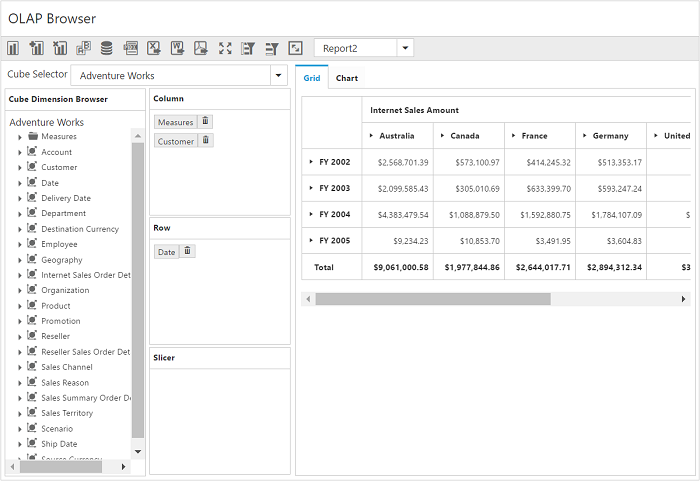 OLAP Browser
Report2
Cube Selector Adventure Works
Cube Dimension Browser
Adventure Works
Measures
Account
Customer
Date
Delivery Date
Department
Destination Currency
Employee
Geography
Internet Sales Order Det
Organization
Product
Promotion
Reseller
Reseller Sales Order Det
Sales Channel
Sales Reason
Sales Summary Order De
Sales Territory
Scenario
Ship Date
Source Currency
Column
Measures
Customer
Row
Date
Slicer
Grid Chart
Internet Sales Amount
Australia Canada France Germany United
FY 2002 $2,568,701.39 $573,100.97 $414,245.32 $513,353.17
FY 2003 $2,099,585.43 $305,010.69 $633,399.70 $593,247.24
FY 2004 $4,383,479.54 $1,088,879.50 $1,592,880.75 $1,784,107.09 $
FY 2005 $9,234.23 $10,853.70 $3,491.95 $3,604.83
Total $9,061,000.58 $1,977,844.86 $2,644,017.71 $2,894,312.34 $3